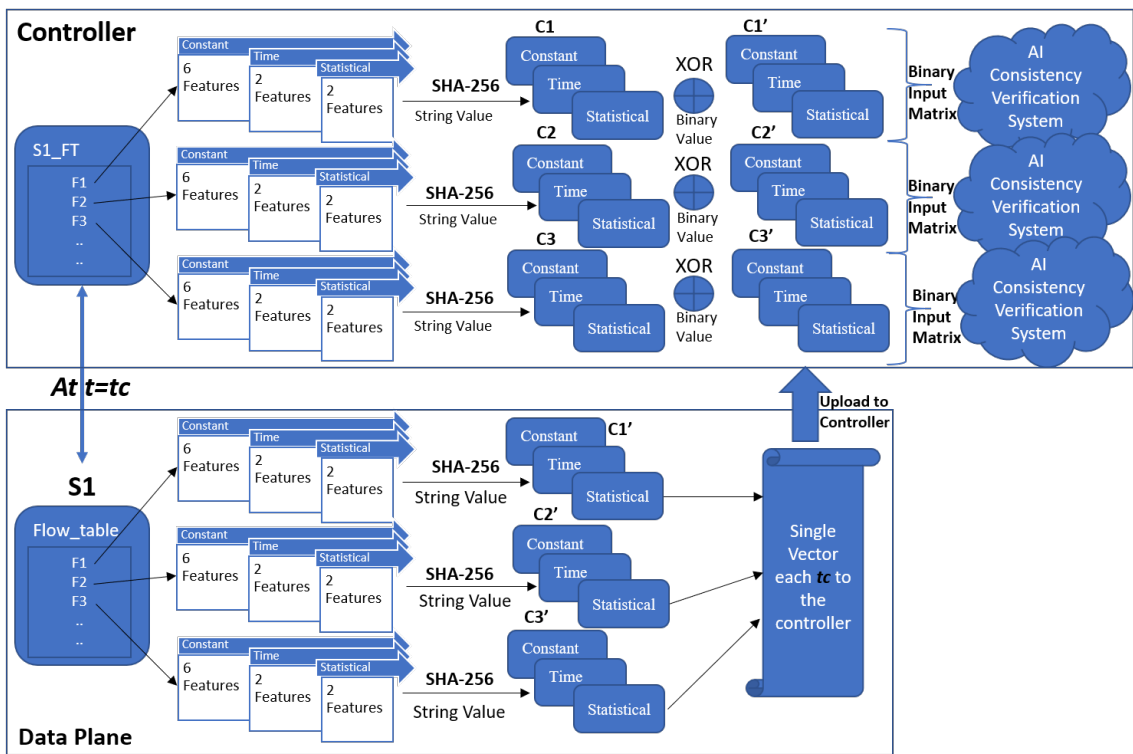 Controller
S1_FT
F1
F2
F3
..
..
Constant
Time
Statistical
6
Features
2
Features
2
Features
SHA-256
String Value
C1
Constant
Time
Statistical
XOR
Binary
Value
C1’
Constant
Time
Statistical
Binary
Input
Matrix
AI
Consistency
Verification
System
Constant
Time
Statistical
6
Features
2
Features
2
Features
SHA-256
String Value
C2
Constant
Time
Statistical
XOR
Binary
Value
C2’
Constant
Time
Statistical
Binary
Input
Matrix
AI
Consistency
Verification
System
Constant
Time
Statistical
6
Features
2
Features
2
Features
SHA-256
String Value
C3
Constant
Time
Statistical
XOR
Binary
Value
C3’
Constant
Time
Statistical
Binary
Input
Matrix
AI
Consistency
Verification
System
At t=tc
Upload to
Controller
S1
Flow_table
F1
F2
F3
..
..
Constant
Time
Statistical
6
Features
2
Features
2
Features
SHA-256
String Value
C1’
Constant
Time
Statistical
Constant
Time
Statistical
6
Features
2
Features
2
Features
SHA-256
String Value
C2’
Constant
Time
Statistical
Constant
Time
Statistical
6
Features
2
Features
2
Features
SHA-256
String Value
C3’
Constant
Time
Statistical
Single
Vector
each tc to
the
controller
Data Plane